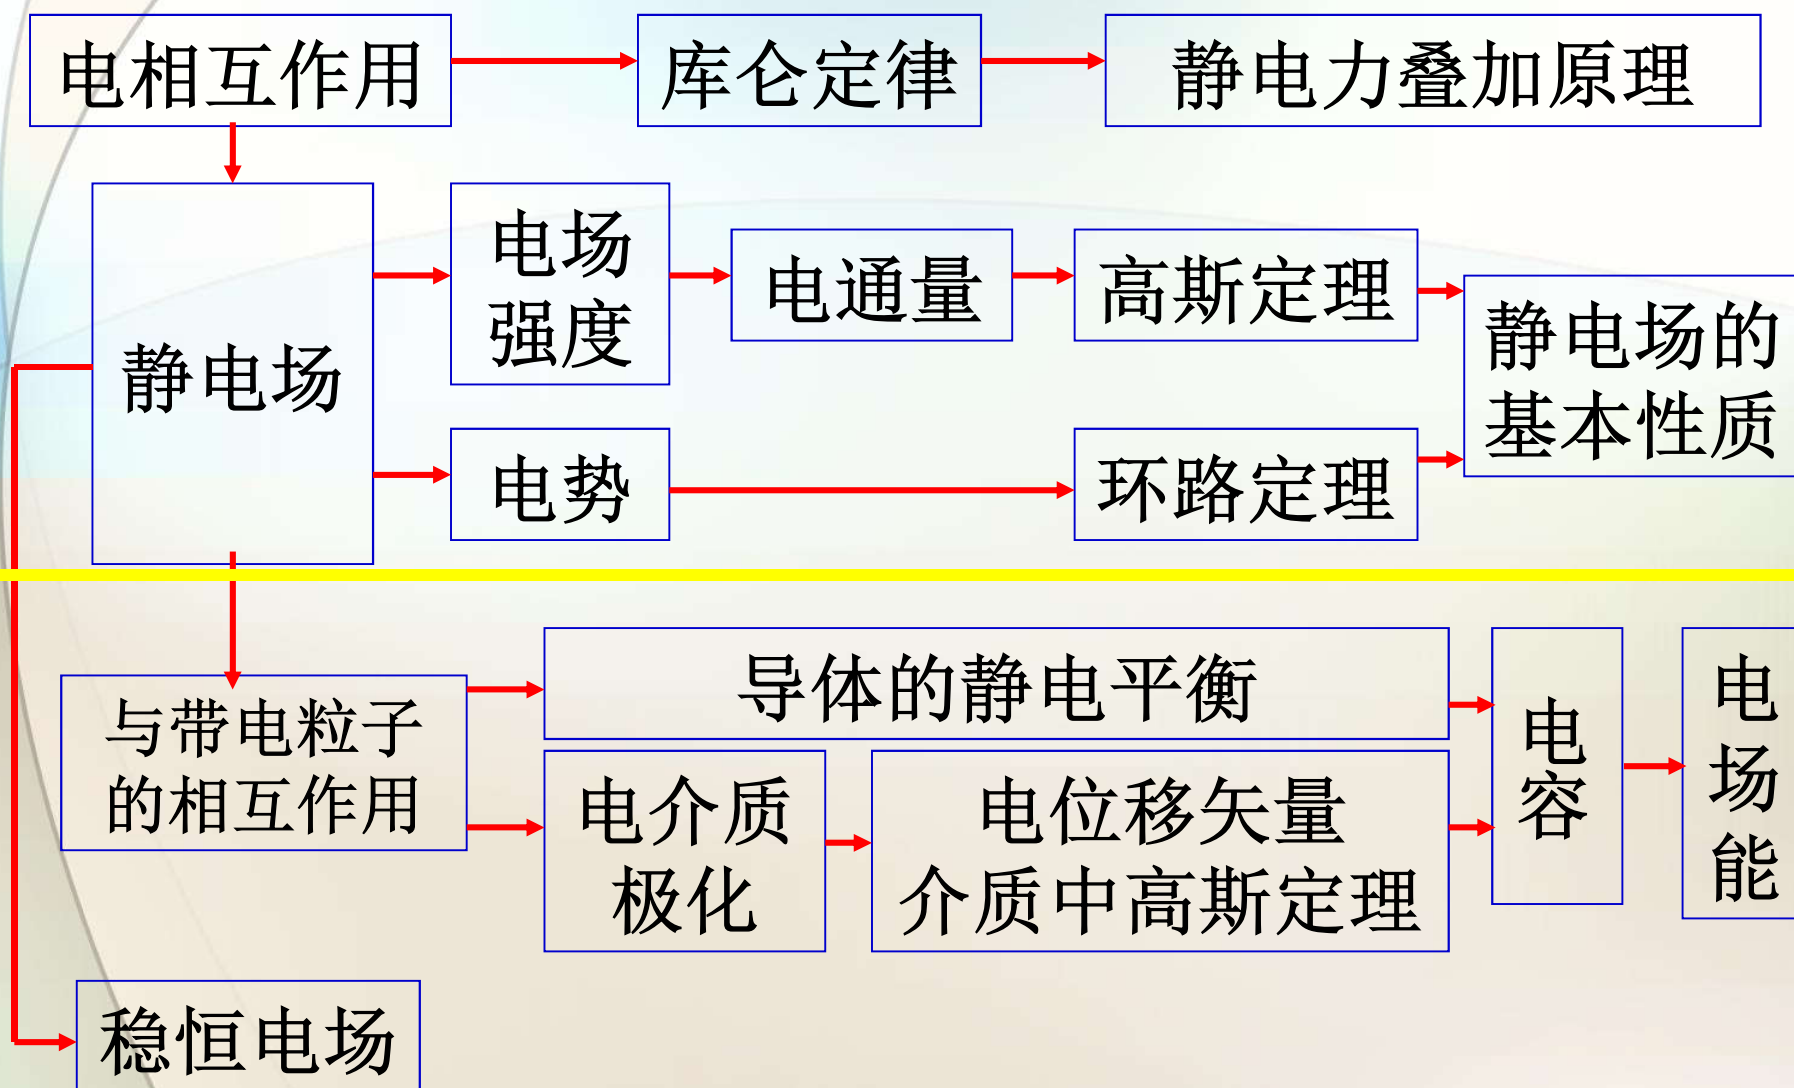 电相互作用
库仑定律
静电力叠加原理
静电场
电场
强度
电通量
高斯定理
静电场的
基本性质
电势
环路定理
与带电粒子
的相互作用
导体的静电平衡
电介质
极化
电位移矢量
介质中高斯定理
电
容
电
场
能
稳恒电场